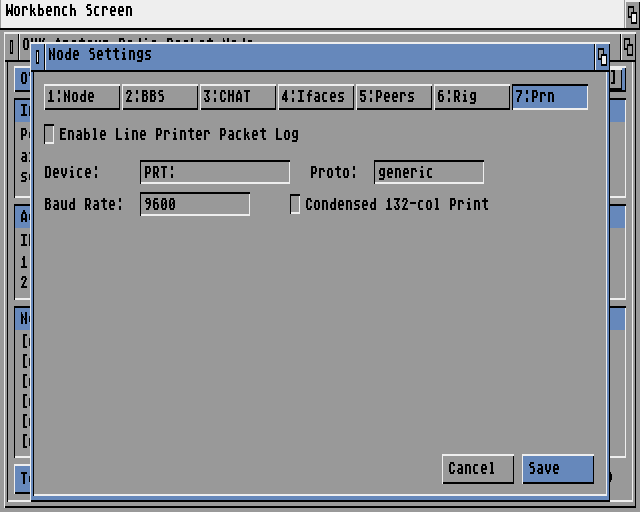 Workbench Screen
Node Settings
1:Node 2:BBS 3:CHAT 4:Ifaces 5:Peers 6:Rig 7:Prn
Enable Line Printer Packet Log
Device: PRT: Proto: generic
Baud Rate: 9600 Condensed 132-col Print
Cancel Save